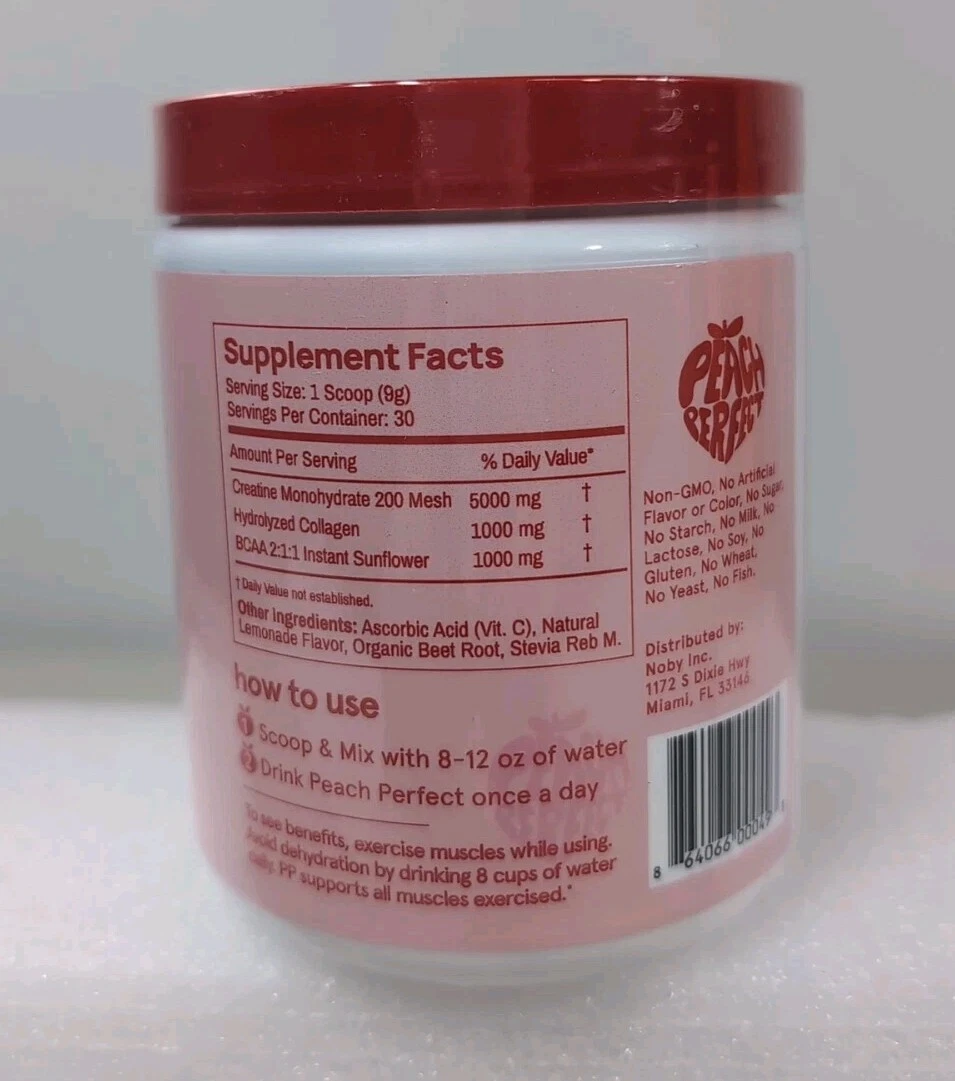 Supplement Facts
Serving Size: 1 Scoop (9g)
Servings Per Container: 30
Amount Per Serving % Daily Value*
Creatine Monohydrate 200 Mesh 5000 mg †
Hydrolyzed Collagen 1000 mg †
BCAA 2:1:1 Instant Sunflower 1000 mg †
† Daily Value not established.
Other Ingredients: Ascorbic Acid (Vit. C), Natural
Lemonade Flavor, Organic Beet Root, Stevia Reb M.
how to use
1 Scoop & Mix with 8-12 oz of water
2 Drink Peach Perfect once a day
To see benefits, exercise muscles while using.
Avoid dehydration by drinking 8 cups of water
daily. PP supports all muscles exercised.*
PEACH
PERFECT
Non-GMO, No Artificial
Flavor or Color, No Sugar,
No Starch, No Milk, No
Lactose, No Soy, No
Gluten, No Wheat,
No Yeast, No Fish.
Distributed by:
Noby Inc.
1172 S Dixie Hwy
Miami, FL 33146
8 64066 00049